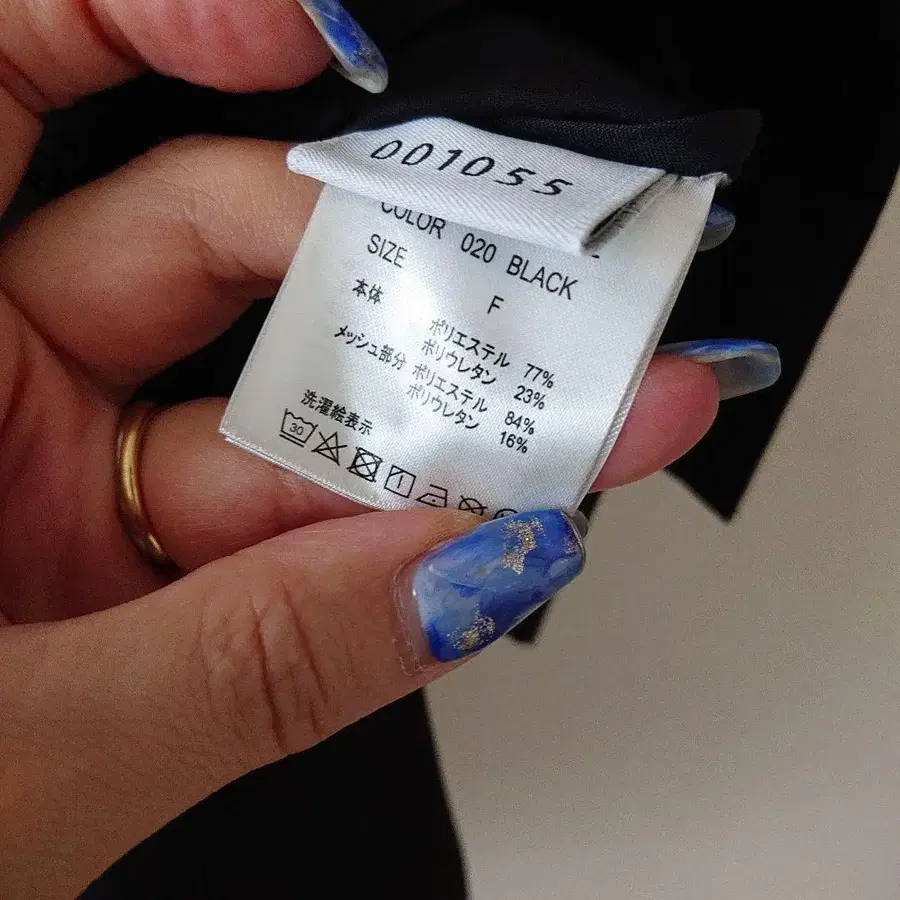 001055
COLOR 020 BLACK
SIZE F
本体 ポリエステル 77%
ポリウレタン 23%
メッシュ部分 ポリエステル 84%
ポリウレタン 16%
洗濯絵表示
30